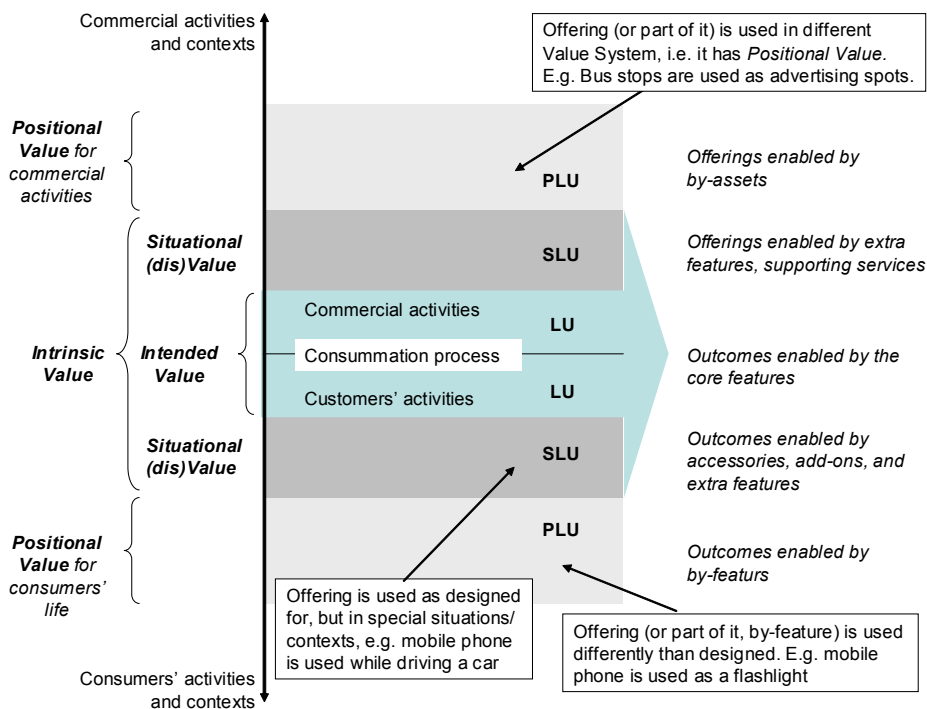 Commercial activities
and contexts
Offering (or part of it) is used in different
Value System, i.e. it has Positional Value.
E.g. Bus stops are used as advertising spots.
Positional
Value for
commercial
activities
PLU
Offerings enabled by
by-assets
Situational
(dis)Value
SLU
Offerings enabled by extra
features, supporting services
Intrinsic
Value
Intended
Value
Commercial activities
LU
Consummation process
Customers' activities
LU
Outcomes enabled by the
core features
Situational
(dis)Value
SLU
Outcomes enabled by
accessories, add-ons, and
extra features
Positional
Value for
consumers'
life
PLU
Outcomes enabled by
by-featurs
Offering is used as designed
for, but in special situations/
contexts, e.g. mobile phone
is used while driving a car
Offering (or part of it, by-feature) is used
differently than designed. E.g. mobile
phone is used as a flashlight
Consumers' activities
and contexts